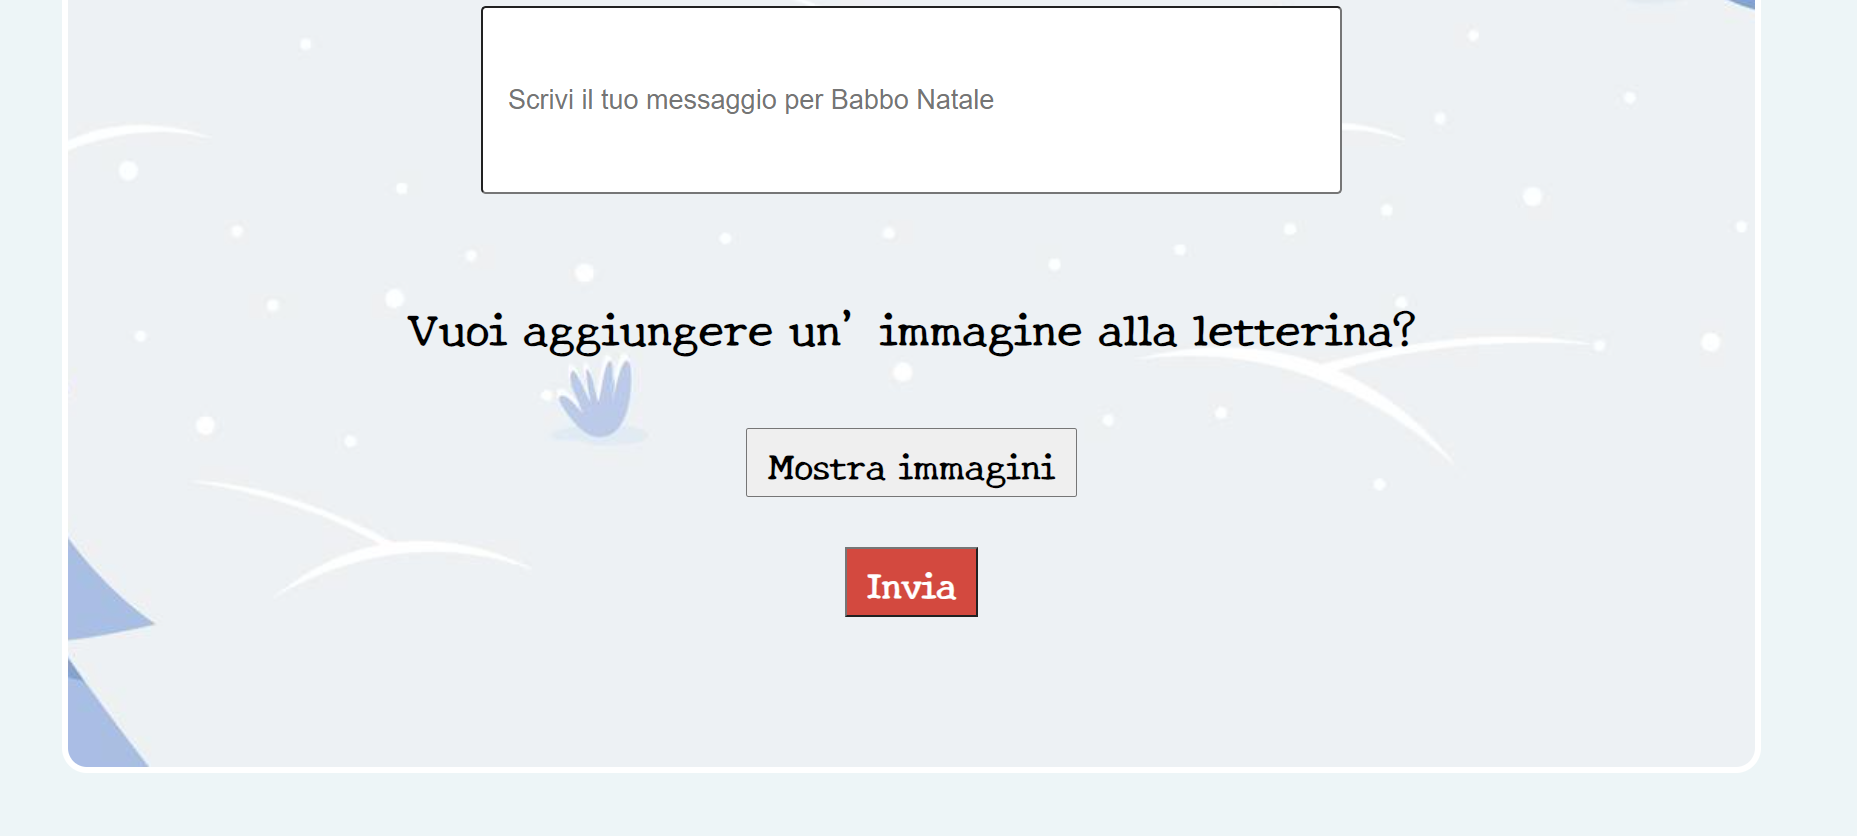 Scrivi il tuo messaggio per Babbo Natale
Vuoi aggiungere un’ immagine alla letterina?
Mostra immagini
Invia